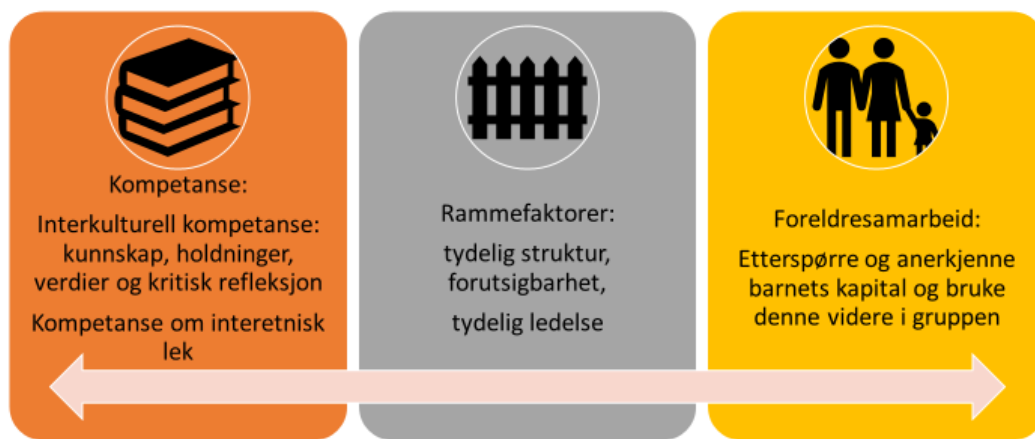 Kompetanse:
Interkulturell kompetanse:
kunnskap, holdninger,
verdier og kritisk refleksjon
Kompetanse om interetnisk
lek
Rammefaktorer:
tydelig struktur,
forutsigbarhet,
tydelig ledelse
Foreldresamarbeid:
Etterspørre og anerkjenne
barnets kapital og bruke
denne videre i gruppen